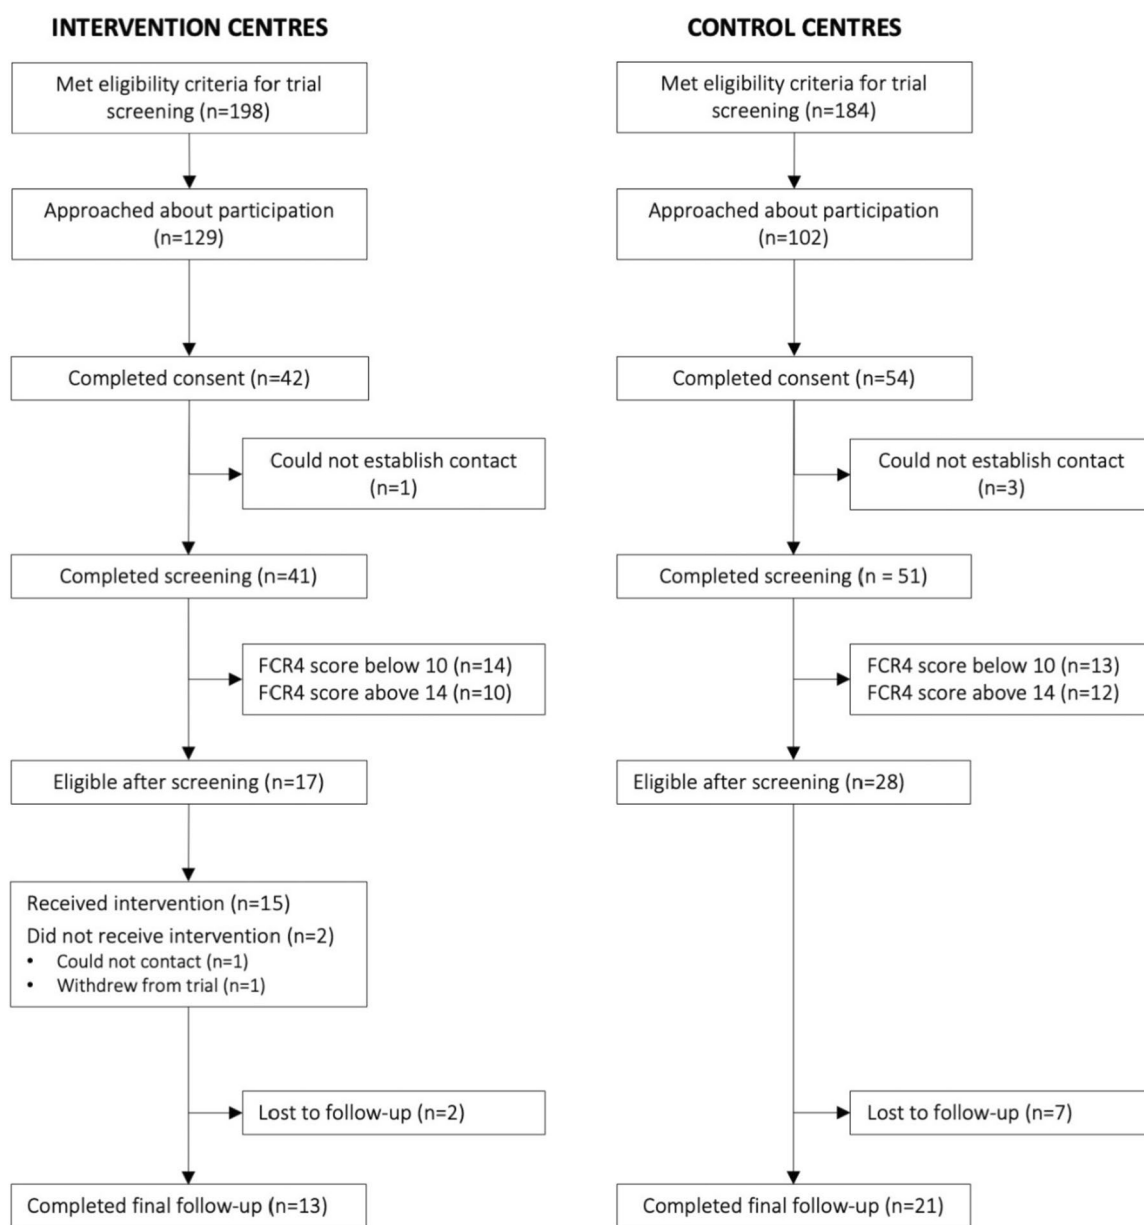 INTERVENTION CENTRES
Met eligibility criteria for trial
screening (n=198)
Approached about participation
(n=129)
Completed consent (n=42)
Could not establish contact
(n=1)
Completed screening (n=41)
FCR4 score below 10 (n=14)
FCR4 score above 14 (n=10)
Eligible after screening (n=17)
Received intervention (n=15)
Did not receive intervention (n=2)
• Could not contact (n=1)
• Withdrew from trial (n=1)
Lost to follow-up (n=2)
Completed final follow-up (n=13)
CONTROL CENTRES
Met eligibility criteria for trial
screening (n=184)
Approached about participation
(n=102)
Completed consent (n=54)
Could not establish contact
(n=3)
Completed screening (n = 51)
FCR4 score below 10 (n=13)
FCR4 score above 14 (n=12)
Eligible after screening (n=28)
Lost to follow-up (n=7)
Completed final follow-up (n=21)